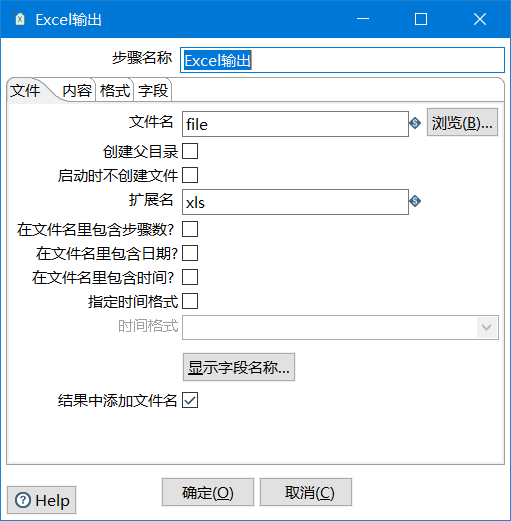 Excel输出
步骤名称 Excel输出
文件 内容 格式 字段
文件名 file 浏览(B)...
创建父目录
启动时不创建文件
扩展名 xls
在文件名里包含步骤数?
在文件名里包含日期?
在文件名里包含时间?
指定时间格式
时间格式
显示字段名称...
结果中添加文件名
Help 确定(O) 取消(C)